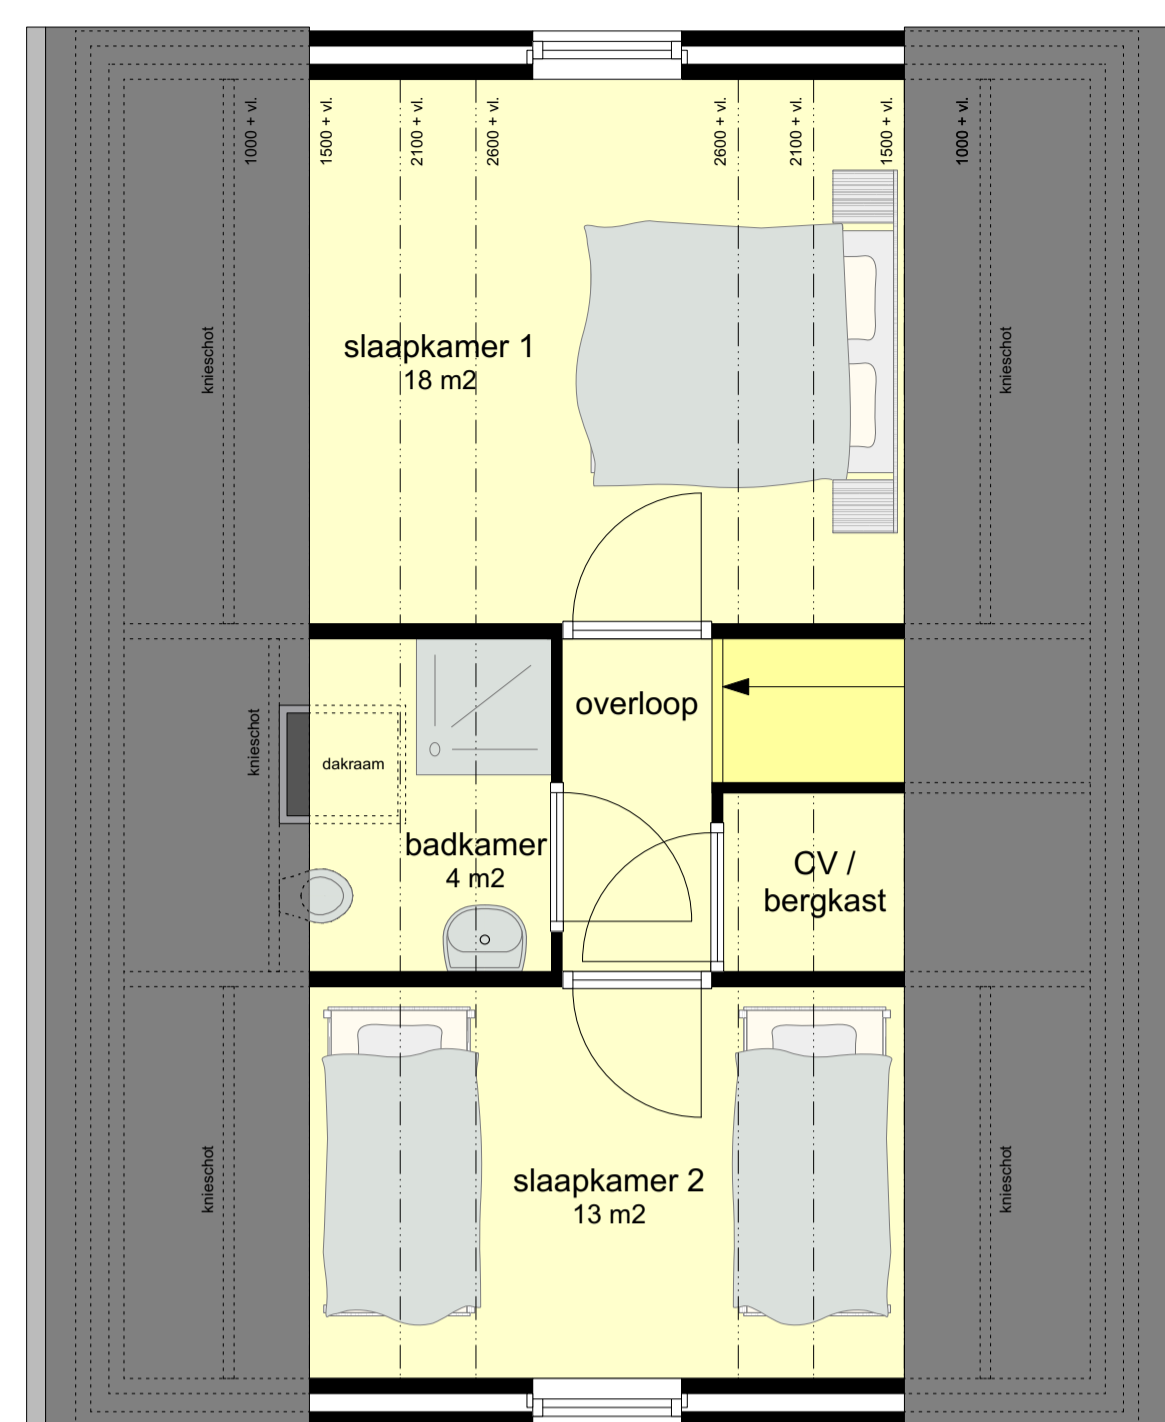 1000 + vl.
1500 + vl.
2100 + vl.
2600 + vl.
2600 + vl.
2100 + vl.
1500 + vl.
1000 + vl.
knieschot
slaapkamer 1
18 m2
knieschot
overloop
knieschot
dakraam
badkamer
4 m2
CV /
bergkast
knieschot
slaapkamer 2
13 m2
knieschot